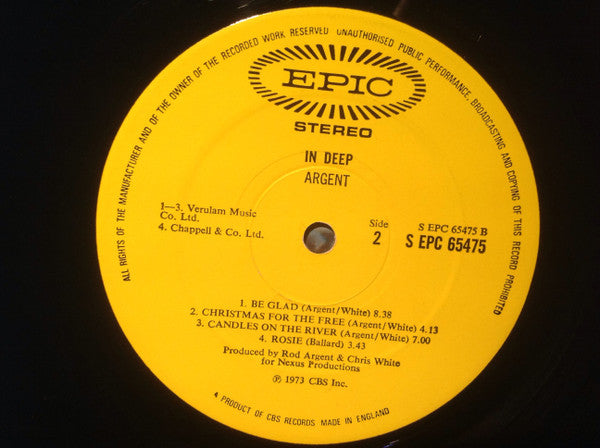 ALL RIGHTS OF THE MANUFACTURER AND OF THE OWNER OF THE RECORDED WORK RESERVED UNAUTHORISED PUBLIC PERFORMANCE, BROADCASTING AND COPYING OF THIS RECORD PROHIBITED
EPIC
STEREO
IN DEEP
ARGENT
1—3. Verulam Music
Co. Ltd.
4. Chappell & Co. Ltd.
Side
2
S EPC 65475 B
S EPC 65475
1. BE GLAD (Argent/White) 8.38
2. CHRISTMAS FOR THE FREE (Argent/White) 4.13
3. CANDLES ON THE RIVER (Argent/White) 7.00
4. ROSIE (Ballard) 3.43
Produced by Rod Argent & Chris White
for Nexus Productions
℗ 1973 CBS Inc.
A PRODUCT OF CBS RECORDS MADE IN ENGLAND